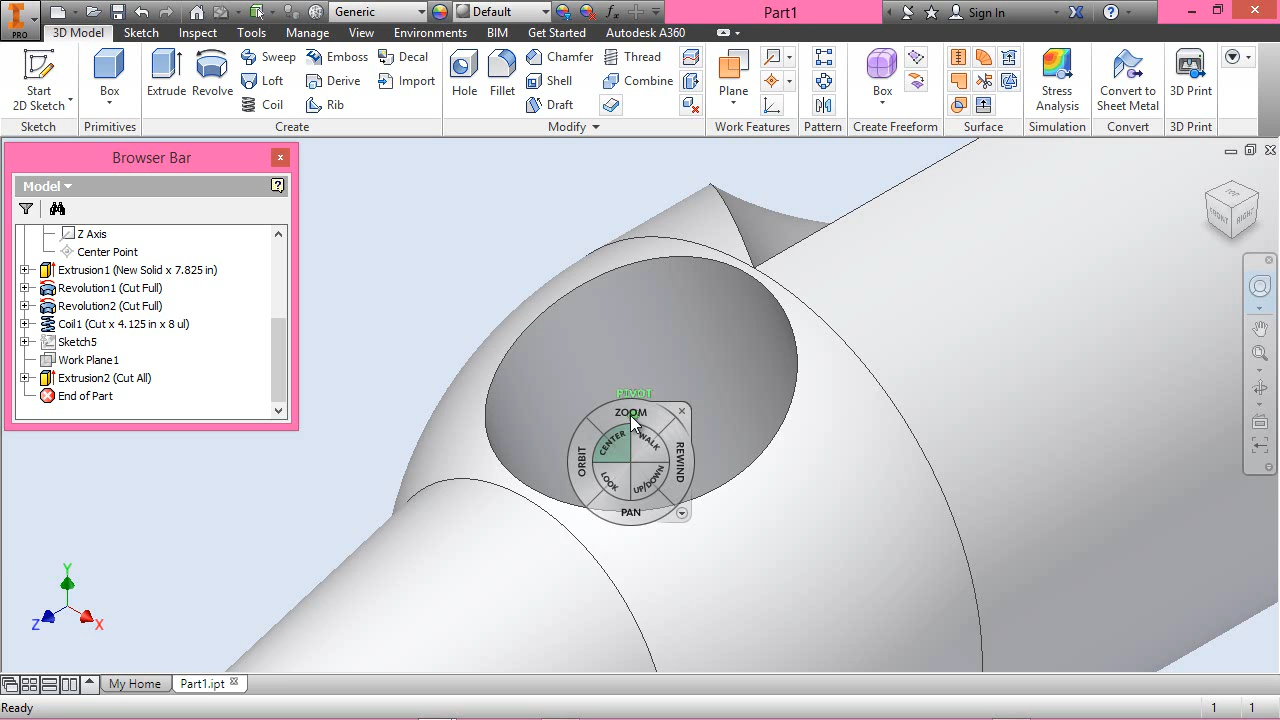 PRO
Generic
Default
Part1
Sign In
3D Model
Sketch
Inspect
Tools
Manage
View
Environments
BIM
Get Started
Autodesk A360
Start
2D Sketch
Box
Extrude
Revolve
Sweep
Loft
Coil
Emboss
Derive
Rib
Decal
Import
Hole
Fillet
Chamfer
Shell
Draft
Thread
Combine
Plane
Box
Stress
Analysis
Convert to
Sheet Metal
3D Print
Sketch
Primitives
Create
Modify
Work Features
Pattern
Create Freeform
Surface
Simulation
Convert
3D Print
Browser Bar
Model
Z Axis
Center Point
Extrusion1 (New Solid x 7.825 in)
Revolution1 (Cut Full)
Revolution2 (Cut Full)
Coil1 (Cut x 4.125 in x 8 ul)
Sketch5
Work Plane1
Extrusion2 (Cut All)
End of Part
TOP
FRONT
RIGHT
PIVOT
ZOOM
CENTER
WALK
ORBIT
REWIND
LOOK
UP/DOWN
PAN
Y
Z
X
My Home
Part1.ipt
Ready
1
1